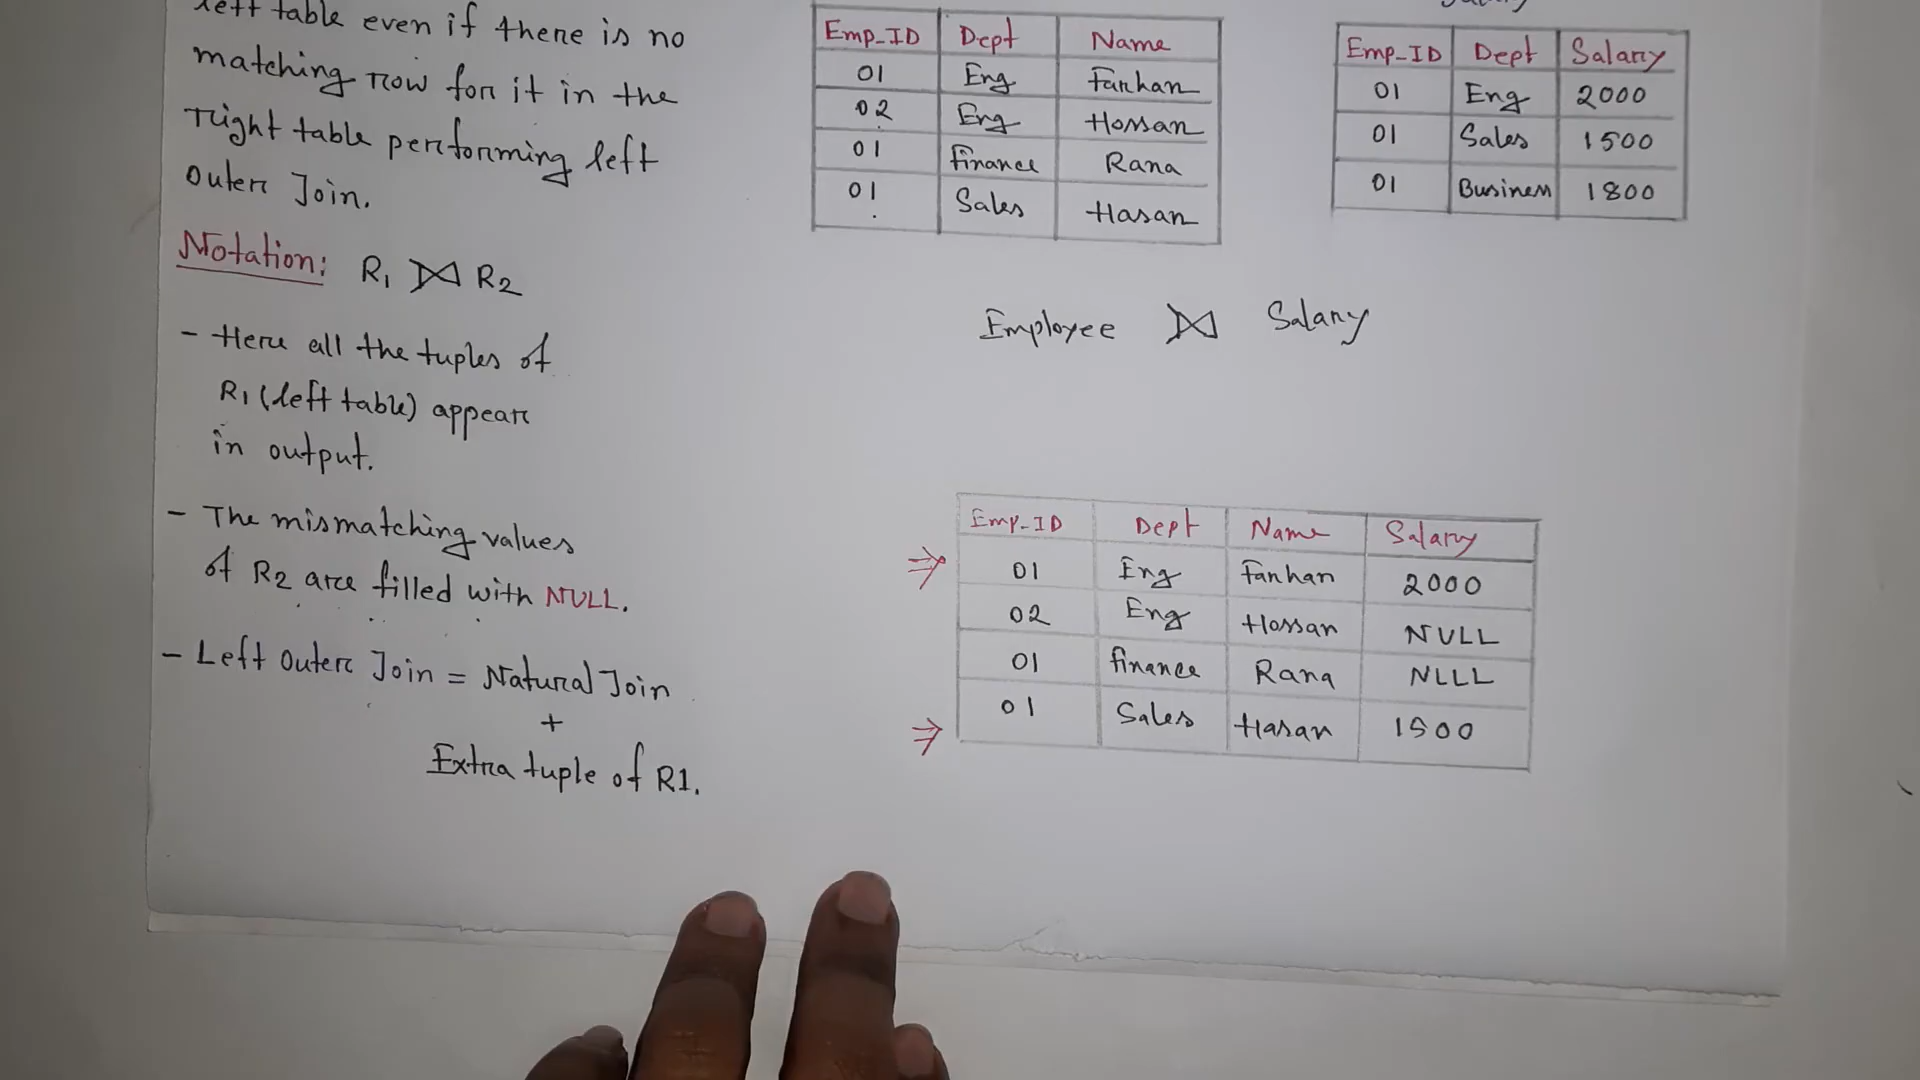 left table even if there is no
matching row for it in the
right table performing left
outer Join.
Notation: R1 ⟕ R2
- Here all the tuples of
R1 (left table) appear
in output.
- The mismatching values
of R2 are filled with NULL.
- Left Outer Join = Natural Join
+
Extra tuple of R1.
Emp_ID Dept Name
01 Eng Farhan
02 Eng Hossan
01 finance Rana
01 Sales Hasan
Emp_ID Dept Salary
01 Eng 2000
01 Sales 1500
01 Business 1800
Employee ⟕ Salary
Emp_ID Dept Name Salary
⇒ 01 Eng Farhan 2000
02 Eng Hossan NULL
01 finance Rana NLLL
⇒ 01 Sales Hasan 1500